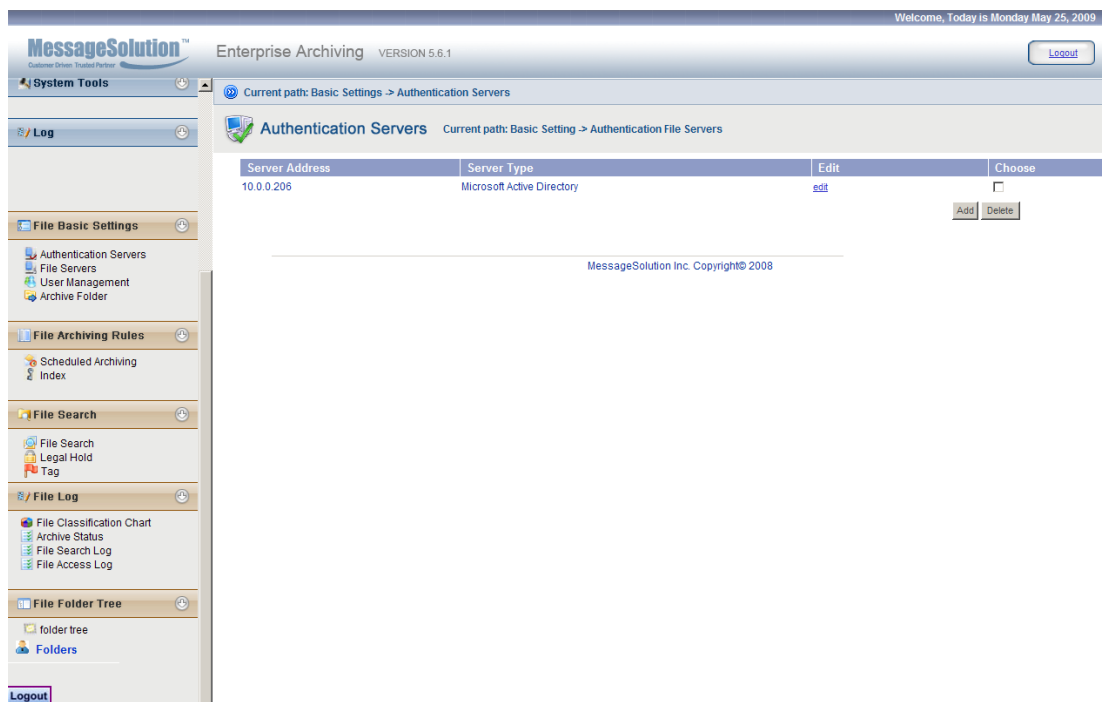 Welcome, Today is Monday May 25, 2009
MessageSolution™
Customer Driven. Trusted Partner
Enterprise Archiving VERSION 5.6.1
Logout
System Tools
Log
File Basic Settings
Authentication Servers
File Servers
User Management
Archive Folder
File Archiving Rules
Scheduled Archiving
Index
File Search
File Search
Legal Hold
Tag
File Log
File Classification Chart
Archive Status
File Search Log
File Access Log
File Folder Tree
folder tree
Folders
Logout
Current path: Basic Settings -> Authentication Servers
Authentication Servers Current path: Basic Setting -> Authentication File Servers
Server Address Server Type Edit Choose
10.0.0.206 Microsoft Active Directory edit
Add Delete
MessageSolution Inc. Copyright© 2008